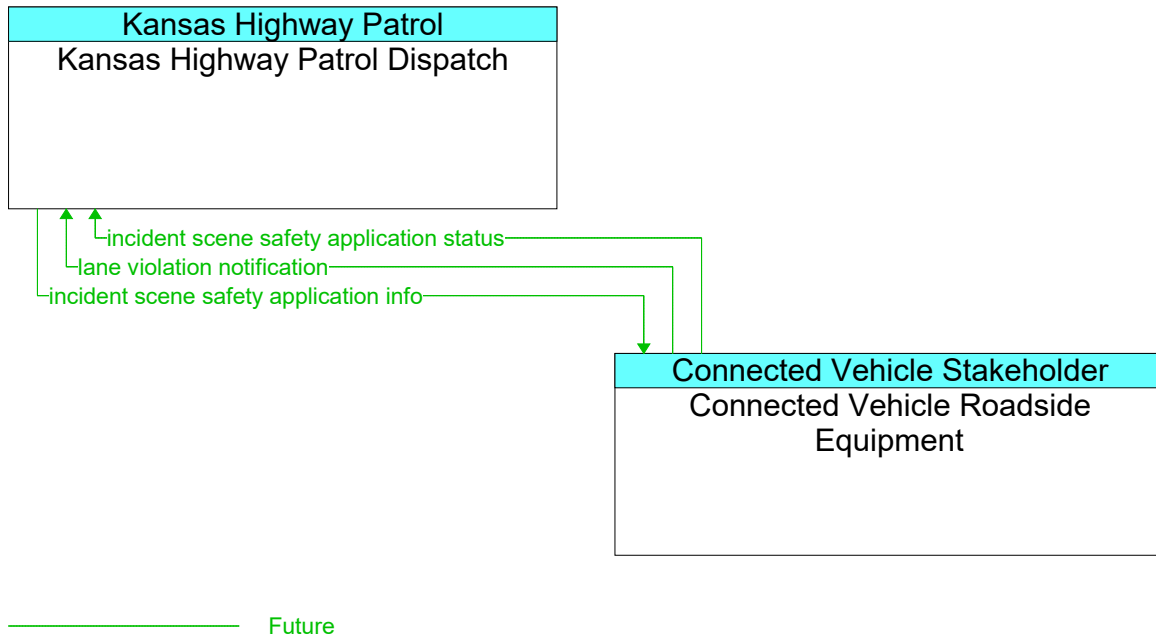 Kansas Highway Patrol
Kansas Highway Patrol Dispatch
incident scene safety application status
lane violation notification
incident scene safety application info
Connected Vehicle Stakeholder
Connected Vehicle Roadside
Equipment
Future